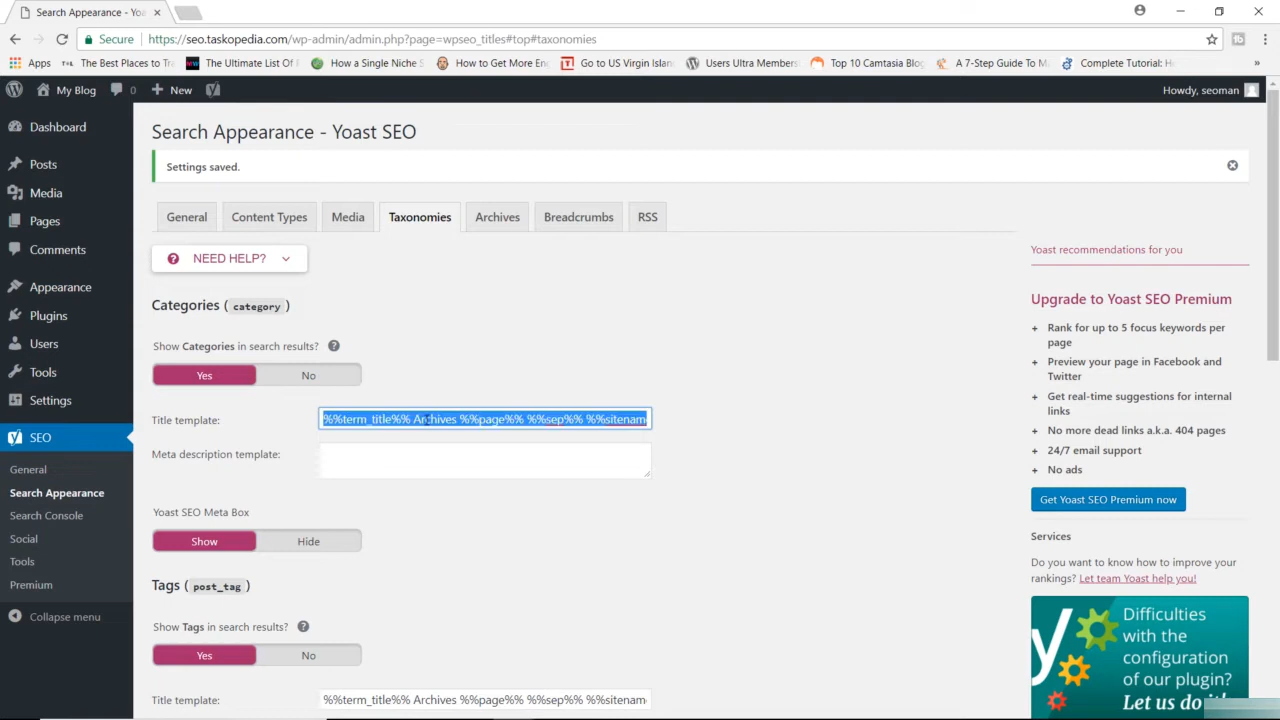 Search Appearance - Yoa
Secure
https://seo.taskopedia.com/wp-admin/admin.php?page=wpseo_titles#top#taxonomies
Apps
The Best Places to Tra
The Ultimate List Of
How a Single Niche S
How to Get More En
Go to US Virgin Islan
Users Ultra Members
Top 10 Camtasia Blog
A 7-Step Guide To M
Complete Tutorial: H
»
My Blog
0
New
Howdy, seoman
Dashboard
Posts
Media
Pages
Comments
Appearance
Plugins
Users
Tools
Settings
SEO
General
Search Appearance
Search Console
Social
Tools
Premium
Collapse menu
Search Appearance - Yoast SEO
Settings saved.
General
Content Types
Media
Taxonomies
Archives
Breadcrumbs
RSS
NEED HELP?
Categories ( category )
Show Categories in search results?
Yes
No
Title template:
%%term_title%% Archives %%page%% %%sep%% %%sitenam
Meta description template:
Yoast SEO Meta Box
Show
Hide
Tags ( post_tag )
Show Tags in search results?
Yes
No
Title template:
%%term_title%% Archives %%page%% %%sep%% %%sitenam
Yoast recommendations for you
Upgrade to Yoast SEO Premium
+ Rank for up to 5 focus keywords per
page
+ Preview your page in Facebook and
Twitter
+ Get real-time suggestions for internal
links
+ No more dead links a.k.a. 404 pages
+ 24/7 email support
+ No ads
Get Yoast SEO Premium now
Services
Do you want to know how to improve your
rankings? Let team Yoast help you!
Difficulties
with the
configuration
of our plugin?